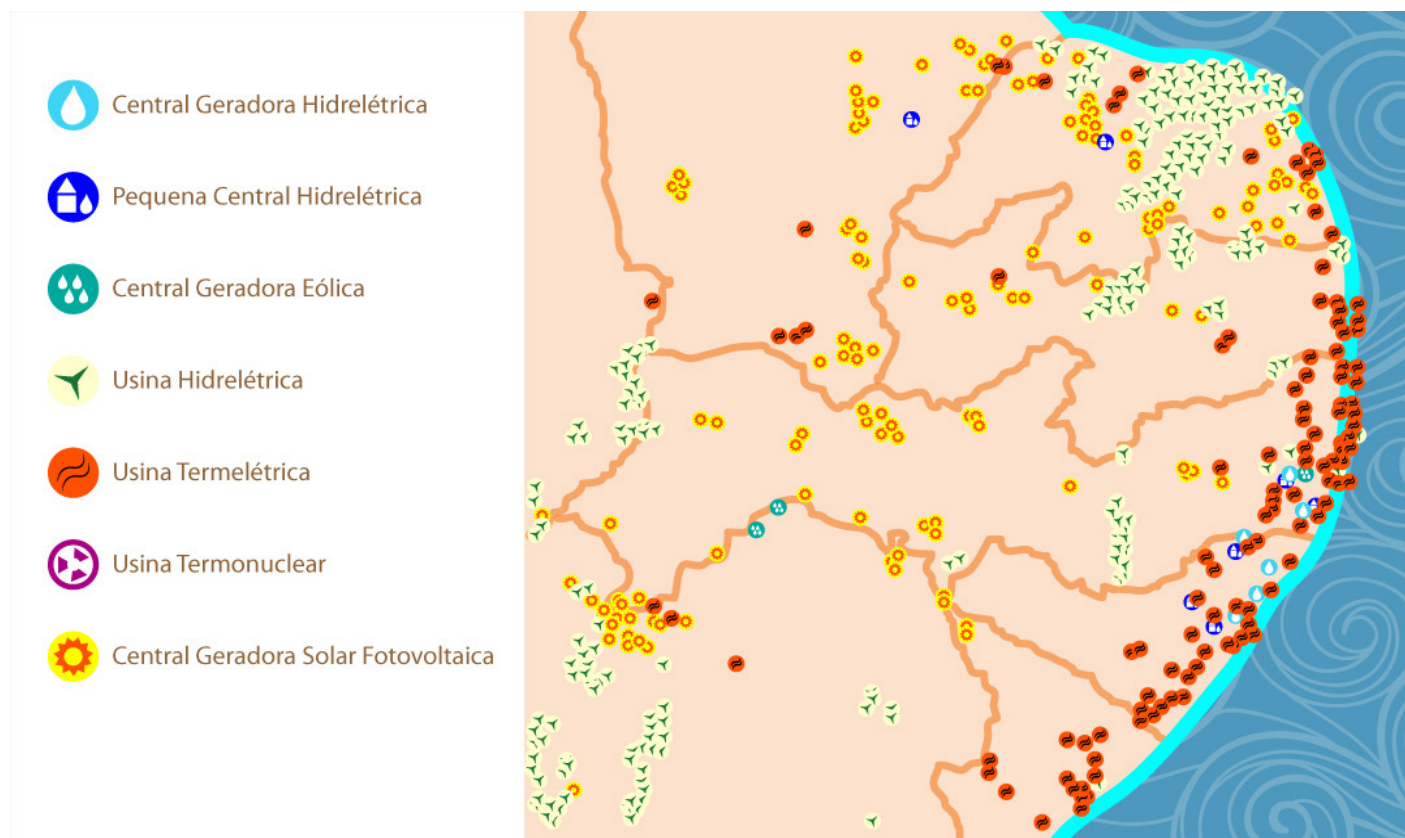 Central Geradora Hidrelétrica
Pequena Central Hidrelétrica
Central Geradora Eólica
Usina Hidrelétrica
Usina Termelétrica
Usina Termonuclear
Central Geradora Solar Fotovoltaica